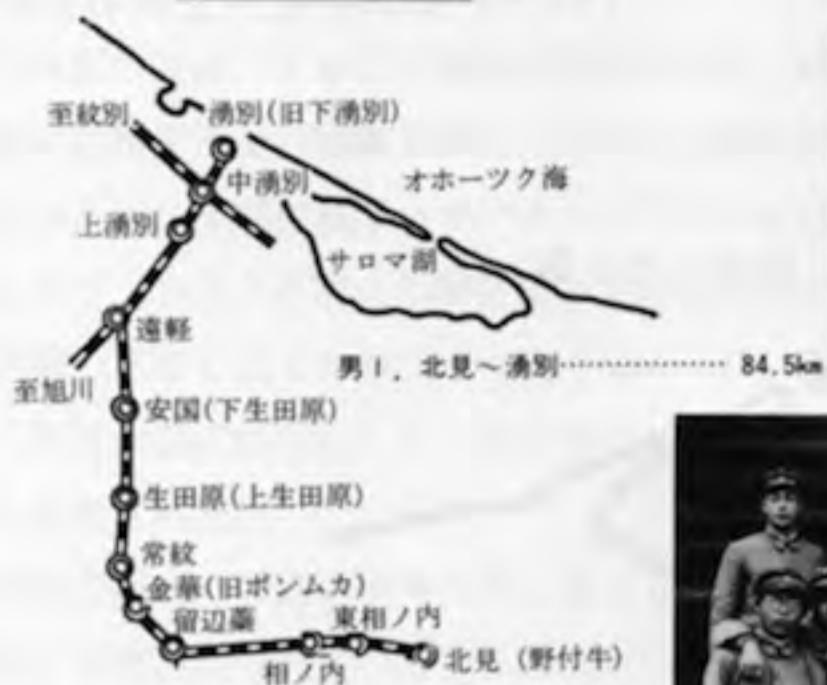 至紋別
湧別(旧下湧別)
中湧別
オホーツク海
上湧別
サロマ湖
遠軽
男1, 北見～湧別………………… 84.5km
至旭川
安国(下生田原)
生田原(上生田原)
常紋
金華(旧ポンムカ)
留辺蘂
東相ノ内
相ノ内
北見 (野付牛)